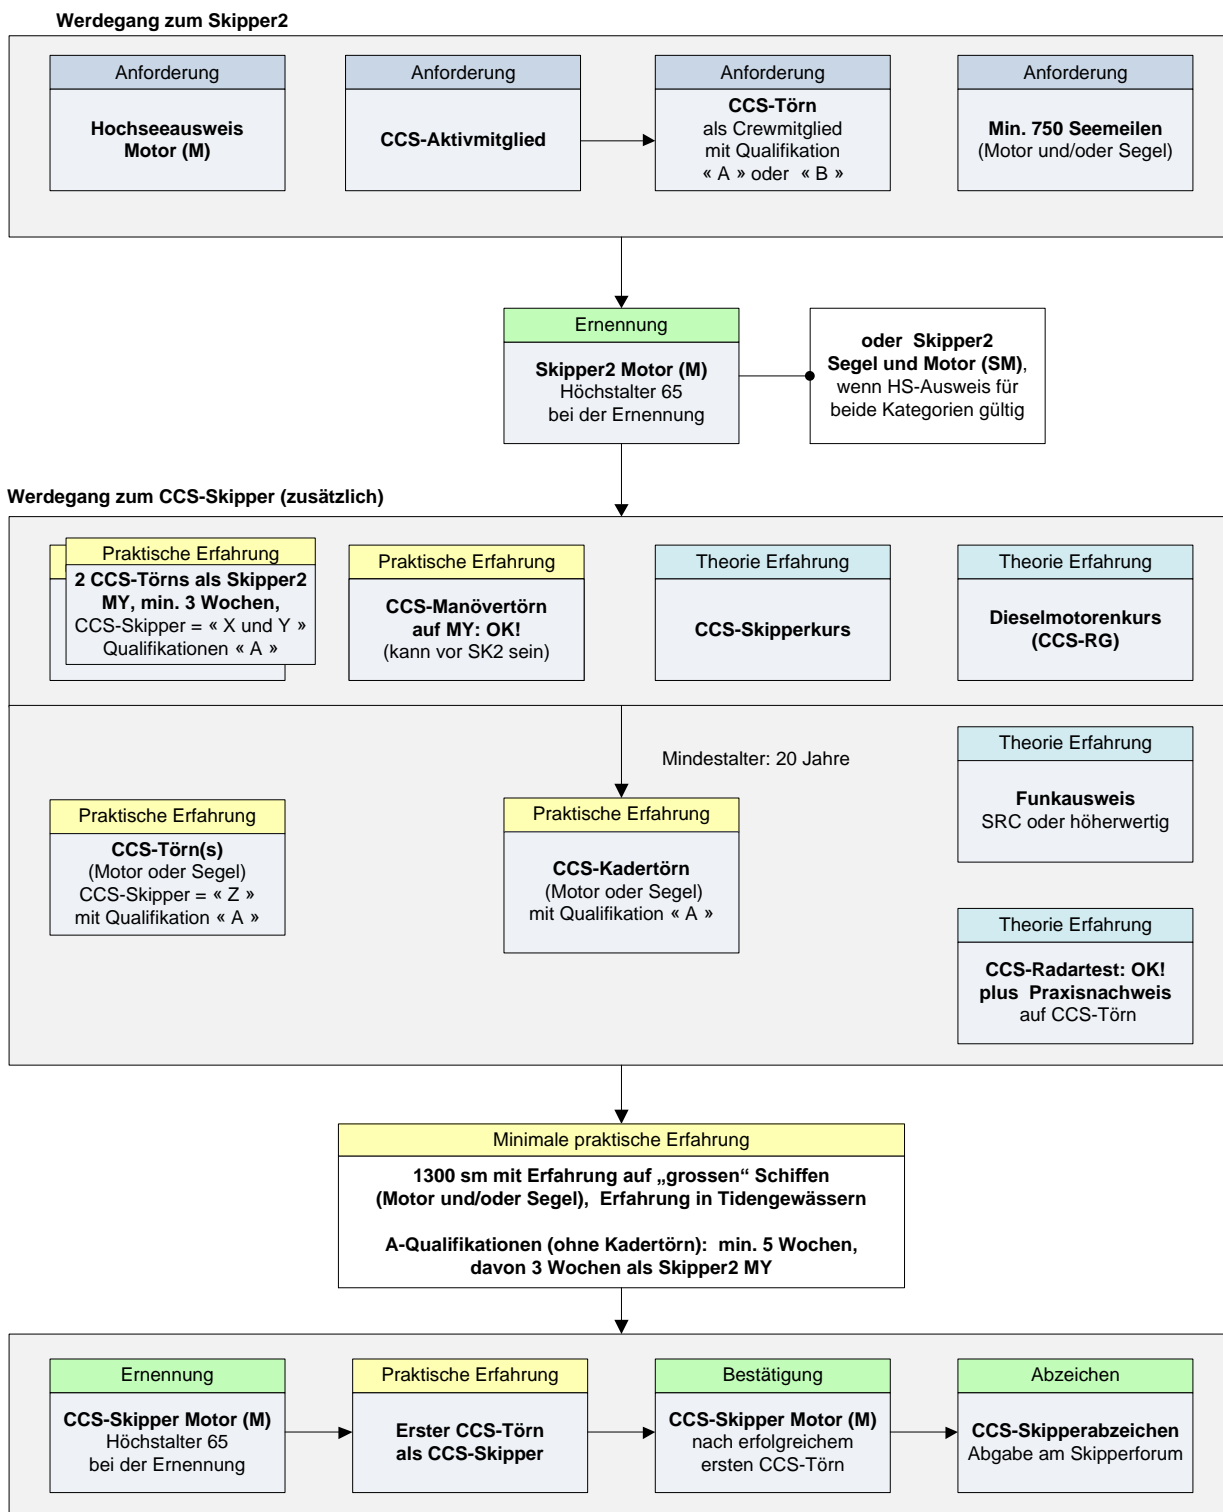 Werdegang zum Skipper2
Anforderung
Hochseeausweis
Motor (M)
Anforderung
CCS-Aktivmitglied
Anforderung
CCS-Törn
als Crewmitglied
mit Qualifikation
« A » oder « B »
Anforderung
Min. 750 Seemeilen
(Motor und/oder Segel)
Ernennung
Skipper2 Motor (M)
Höchstalter 65
bei der Ernennung
oder Skipper2
Segel und Motor (SM),
wenn HS-Ausweis für
beide Kategorien gültig
Werdegang zum CCS-Skipper (zusätzlich)
Praktische Erfahrung
2 CCS-Törns als Skipper2
MY, min. 3 Wochen,
CCS-Skipper = « X und Y »
Qualifikationen « A »
Praktische Erfahrung
CCS-Manövertörn
auf MY: OK!
(kann vor SK2 sein)
Theorie Erfahrung
CCS-Skipperkurs
Theorie Erfahrung
Dieselmotorenkurs
(CCS-RG)
Mindestalter: 20 Jahre
Praktische Erfahrung
CCS-Törn(s)
(Motor oder Segel)
CCS-Skipper = « Z »
mit Qualifikation « A »
Praktische Erfahrung
CCS-Kadertörn
(Motor oder Segel)
mit Qualifikation « A »
Theorie Erfahrung
Funkausweis
SRC oder höherwertig
Theorie Erfahrung
CCS-Radartest: OK!
plus Praxisnachweis
auf CCS-Törn
Minimale praktische Erfahrung
1300 sm mit Erfahrung auf „grossen“ Schiffen
(Motor und/oder Segel), Erfahrung in Tidengewässern
A-Qualifikationen (ohne Kadertörn): min. 5 Wochen,
davon 3 Wochen als Skipper2 MY
Ernennung
CCS-Skipper Motor (M)
Höchstalter 65
bei der Ernennung
Praktische Erfahrung
Erster CCS-Törn
als CCS-Skipper
Bestätigung
CCS-Skipper Motor (M)
nach erfolgreichem
ersten CCS-Törn
Abzeichen
CCS-Skipperabzeichen
Abgabe am Skipperforum